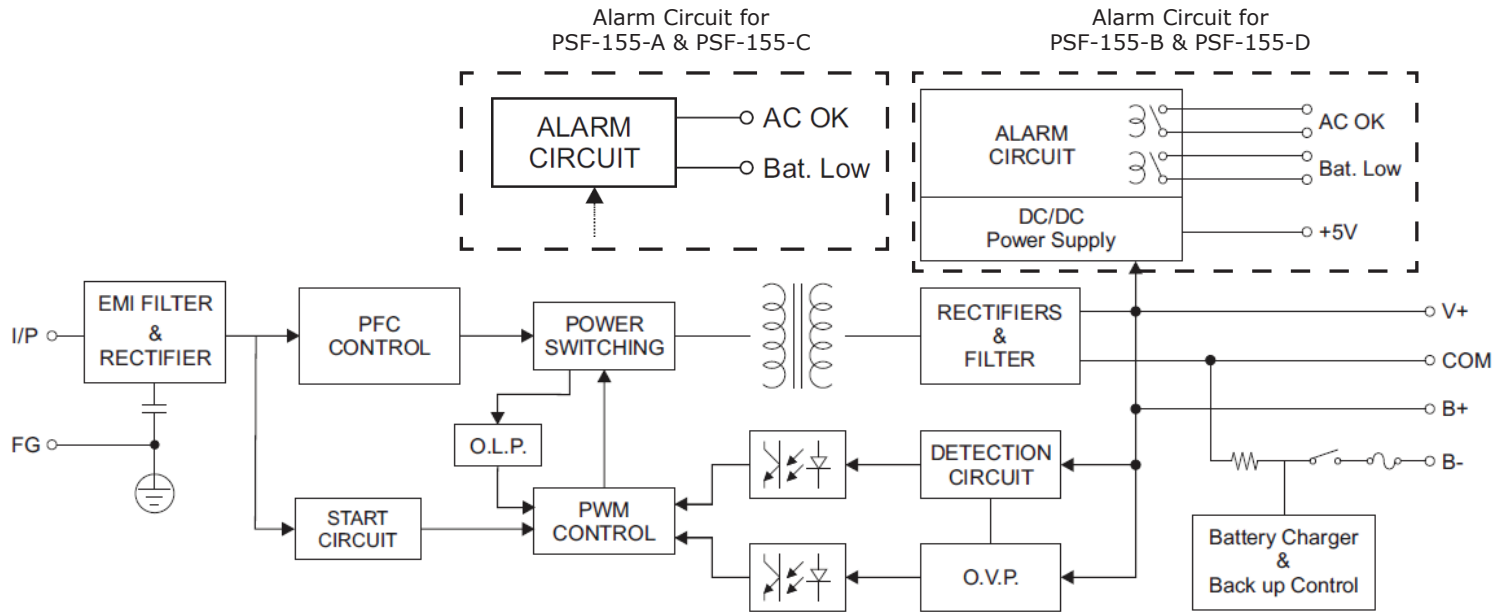 Alarm Circuit for
PSF-155-A & PSF-155-C
Alarm Circuit for
PSF-155-B & PSF-155-D
ALARM
CIRCUIT
AC OK
Bat. Low
ALARM
CIRCUIT
AC OK
Bat. Low
DC/DC
Power Supply
+5V
I/P
EMI FILTER
&
RECTIFIER
PFC
CONTROL
POWER
SWITCHING
RECTIFIERS
&
FILTER
V+
COM
B+
B-
FG
O.L.P.
DETECTION
CIRCUIT
START
CIRCUIT
PWM
CONTROL
O.V.P.
Battery Charger
&
Back up Control